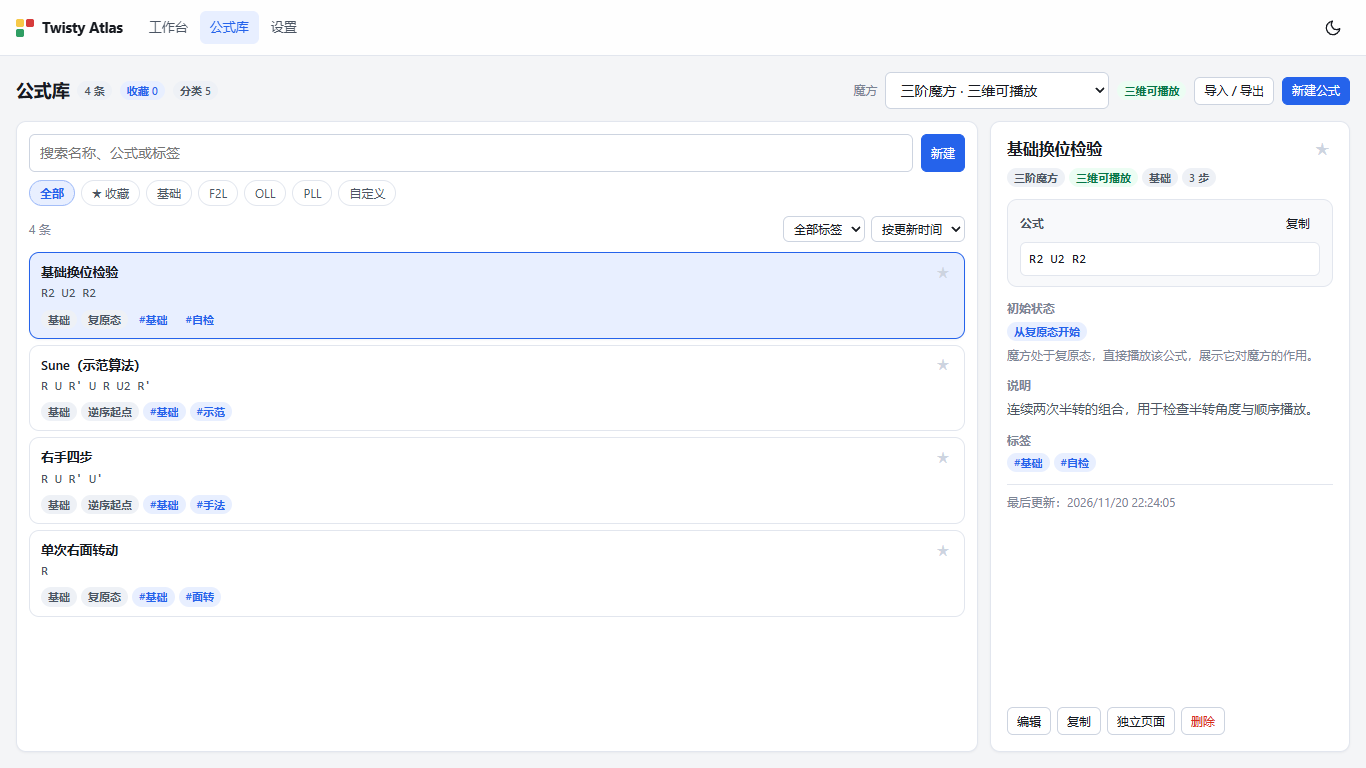 Twisty Atlas 工作台 公式库 设置
公式库 4 条 收藏 0 分类 5 魔方 三阶魔方 · 三维可播放 三维可播放 导入 / 导出 新建公式
搜索名称、公式或标签 新建
全部 ★ 收藏 基础 F2L OLL PLL 自定义
4 条 全部标签 按更新时间
基础换位检验 ★
R2 U2 R2
基础 复原态 #基础 #自检
Sune（示范算法） ★
R U R' U R U2 R'
基础 逆序起点 #基础 #示范
右手四步 ★
R U R' U'
基础 逆序起点 #基础 #手法
单次右面转动 ★
R
基础 复原态 #基础 #面转
基础换位检验 ★
三阶魔方 三维可播放 基础 3 步
公式 复制
R2 U2 R2
初始状态
从复原态开始
魔方处于复原态，直接播放该公式，展示它对魔方的作用。
说明
连续两次半转的组合，用于检查半转角度与顺序播放。
标签
#基础 #自检
最后更新：2026/11/20 22:24:05
编辑 复制 独立页面 删除